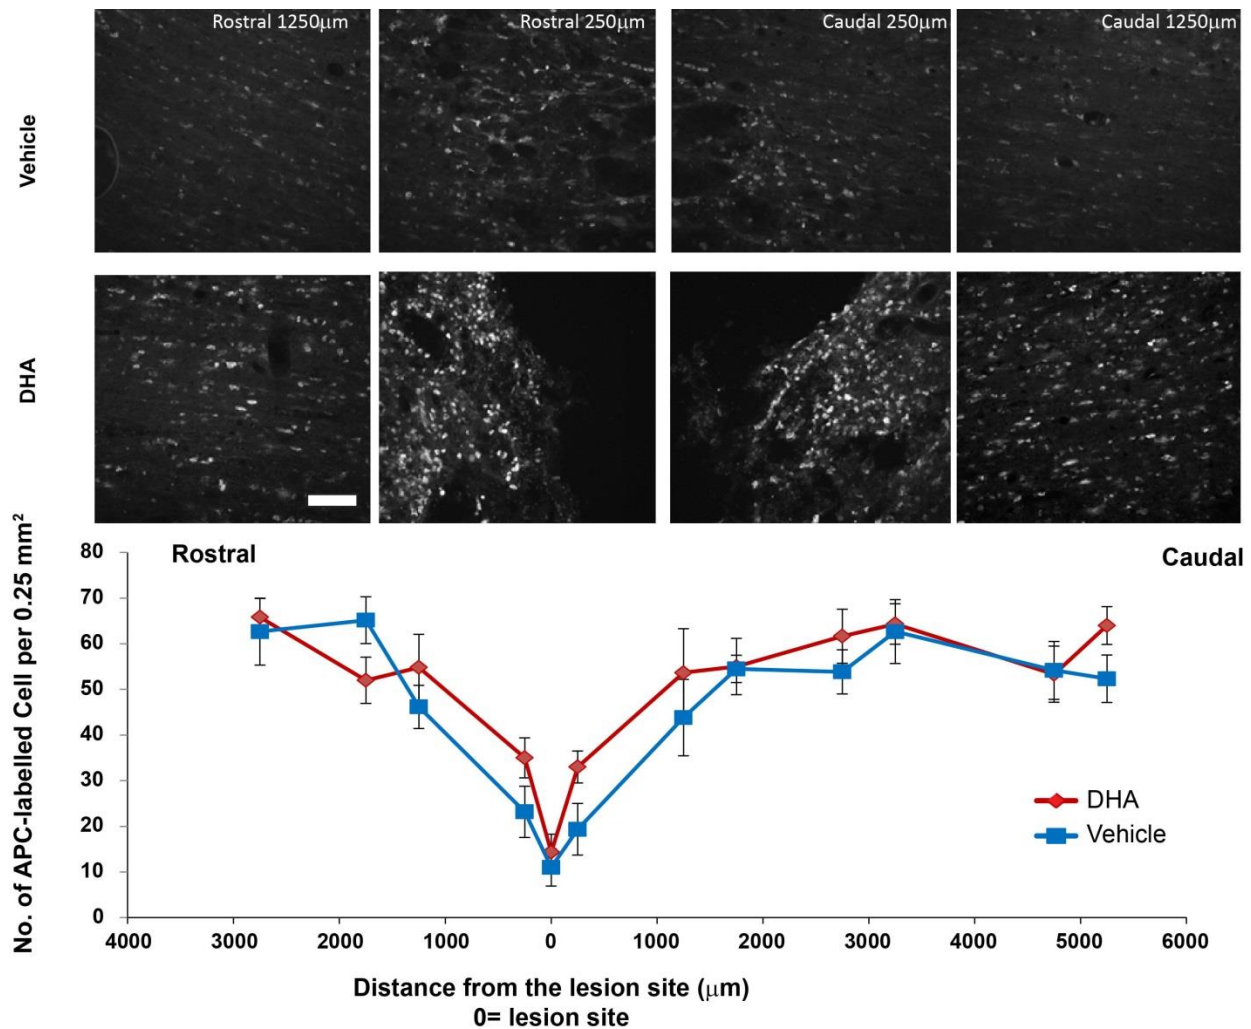 Rostral 1250μm
Rostral 250μm
Caudal 250μm
Caudal 1250μm
Vehicle
DHA
No. of APC-labelled Cell per 0.25 mm²
Rostral
Caudal
80
70
60
50
40
30
20
10
0
DHA
Vehicle
4000 3000 2000 1000 0 1000 2000 3000 4000 5000 6000
Distance from the lesion site (μm)
0= lesion site